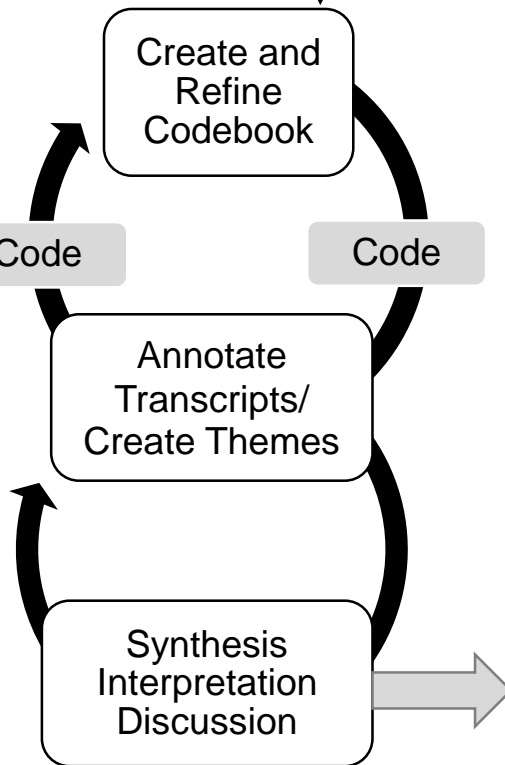 Create and
Refine
Codebook
Code
Code
Annotate
Transcripts/
Create Themes
Synthesis
Interpretation
Discussion